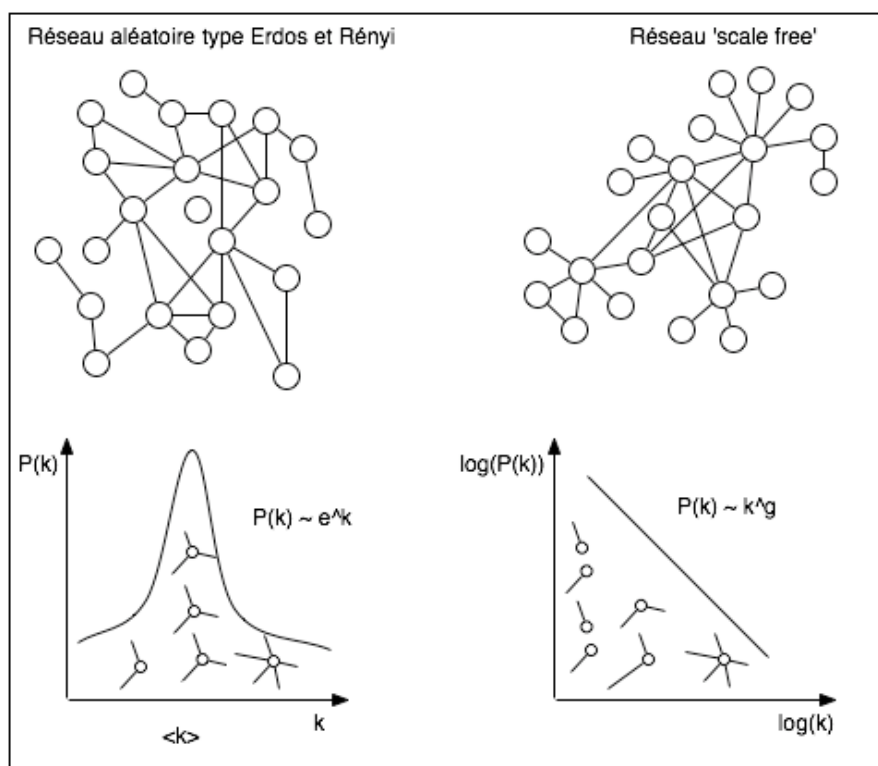 Réseau aléatoire type Erdos et Rényi
Réseau 'scale free'
P(k)
P(k) ~ e^k
k
<k>
log(P(k))
P(k) ~ k^g
log(k)